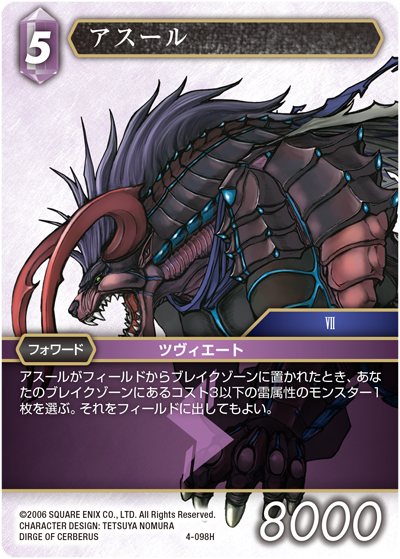 5
アスール
VII
フォワード
ツヴィエート
アスールがフィールドからブレイクゾーンに置かれたとき、あな
たのブレイクゾーンにあるコスト3以下の雷属性のモンスター1
枚を選ぶ。それをフィールドに出してもよい。
©2006 SQUARE ENIX CO., LTD. All Rights Reserved.
CHARACTER DESIGN: TETSUYA NOMURA
DIRGE OF CERBERUS
4-098H
8000